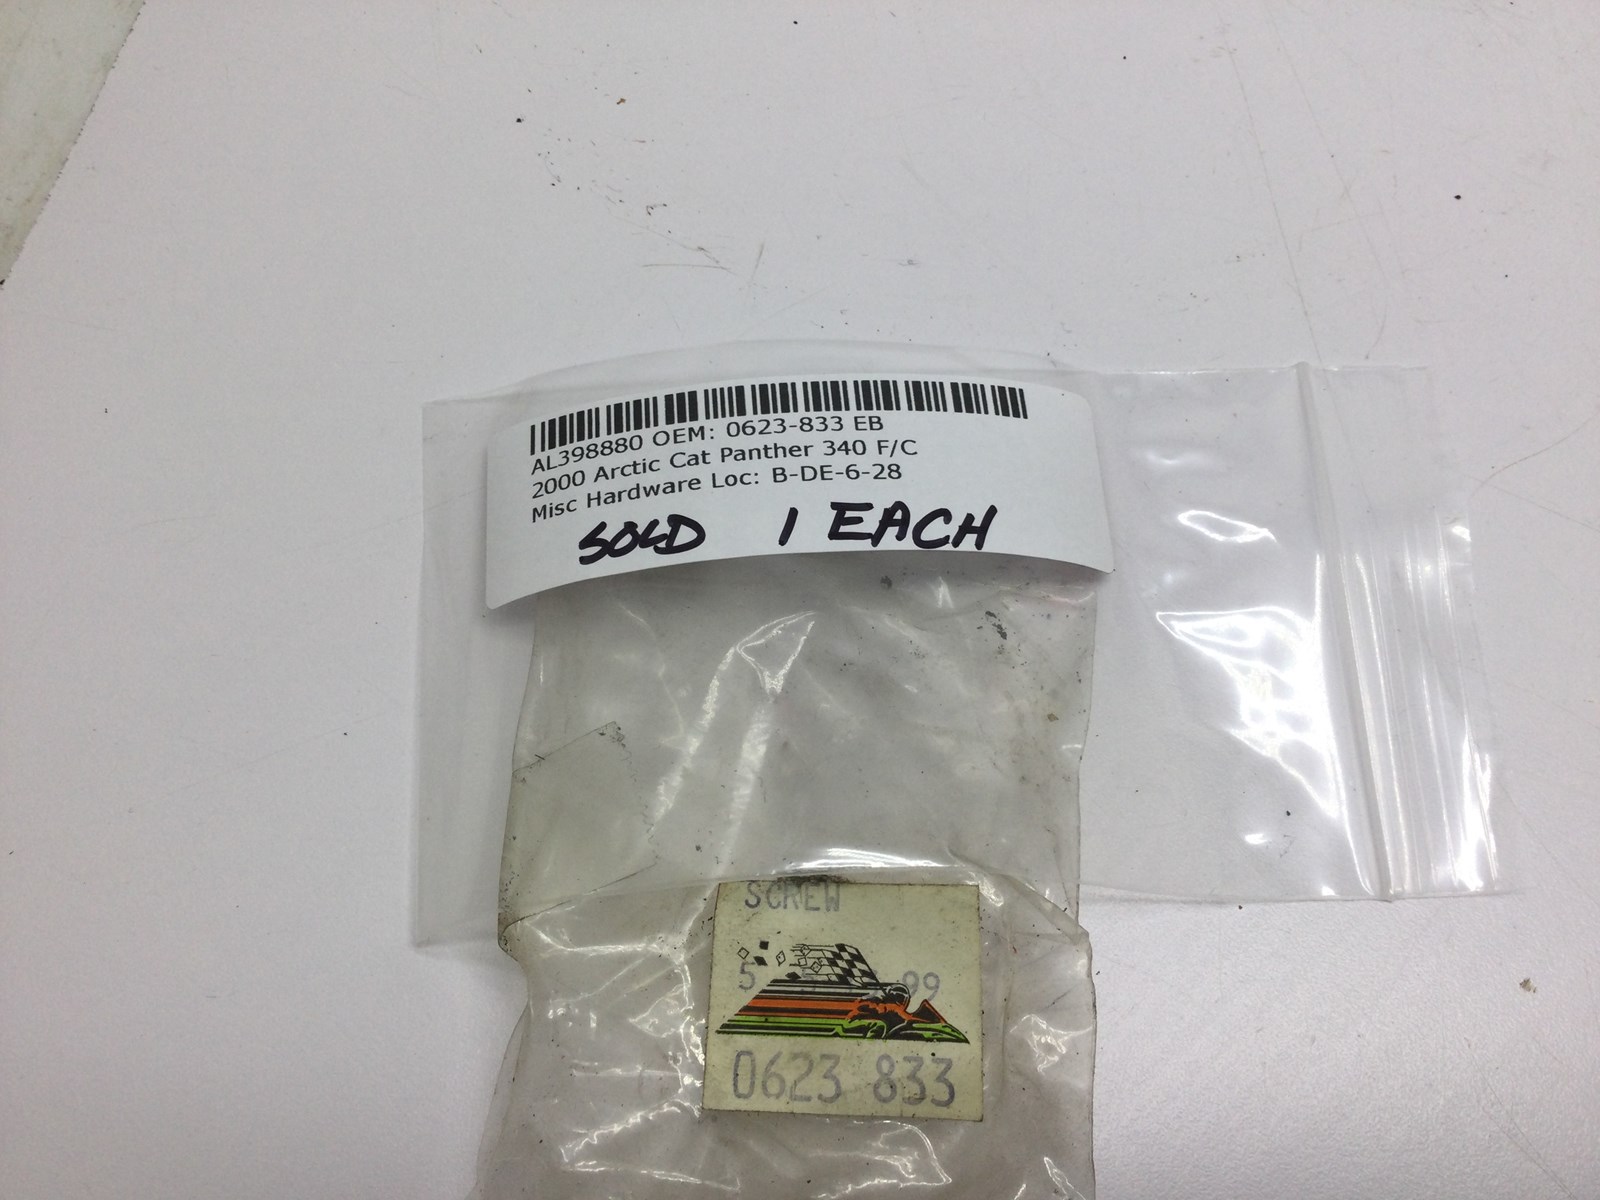 AL398880 OEM: 0623-833 EB
2000 Arctic Cat Panther 340 F/C
Misc Hardware Loc: B-DE-6-28
SOLD 1 EACH
SCREW
5 99
0623 833